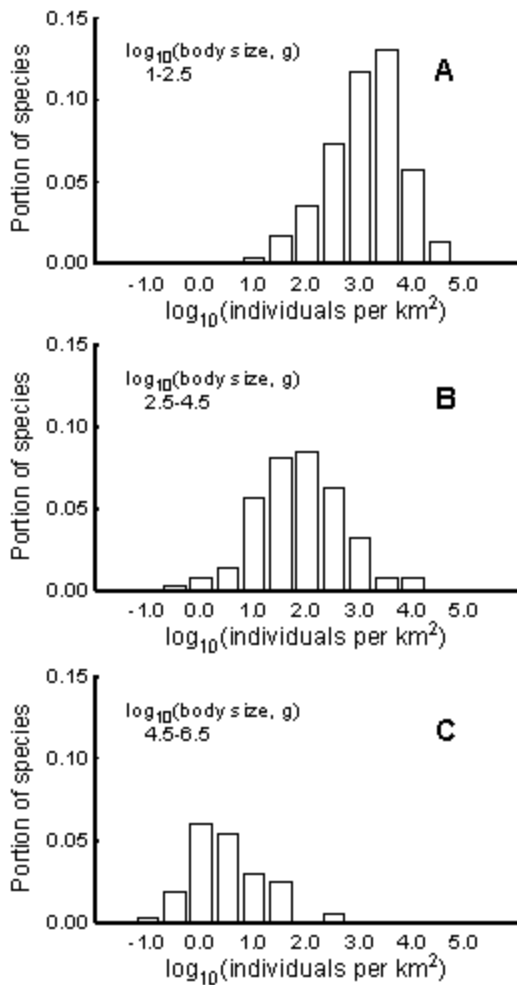 0.15
log10(body size, g)
1-2.5
A
0.10
Portion of species
0.05
0.00
-1.0 0.0 1.0 2.0 3.0 4.0 5.0
log10(individuals per km2)
0.15
log10(body size, g)
2.5-4.5
B
0.10
Portion of species
0.05
0.00
-1.0 0.0 1.0 2.0 3.0 4.0 5.0
log10(individuals per km2)
0.15
log10(body size, g)
4.5-6.5
C
0.10
Portion of species
0.05
0.00
-1.0 0.0 1.0 2.0 3.0 4.0 5.0
log10(individuals per km2)